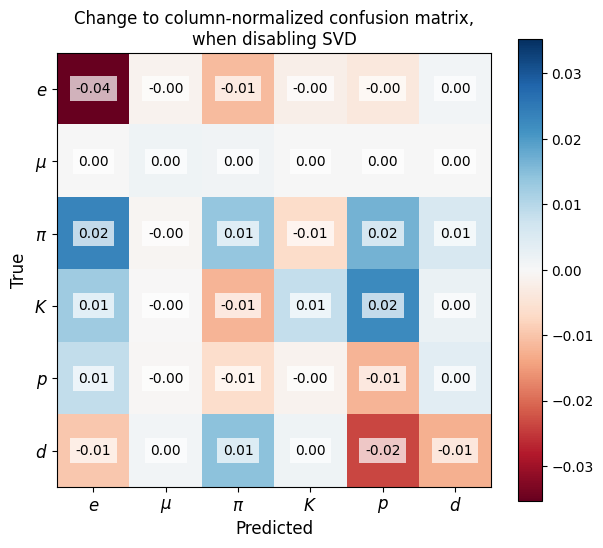 Change to column-normalized confusion matrix,
when disabling SVD
e -0.04 -0.00 -0.01 -0.00 -0.00 0.00
μ 0.00 0.00 0.00 0.00 0.00 0.00
π 0.02 -0.00 0.01 -0.01 0.02 0.01
K 0.01 -0.00 -0.01 0.01 0.02 0.00
p 0.01 -0.00 -0.01 -0.00 -0.01 0.00
d -0.01 0.00 0.01 0.00 -0.02 -0.01
e μ π K p d
Predicted
True
0.03
0.02
0.01
0.00
−0.01
−0.02
−0.03